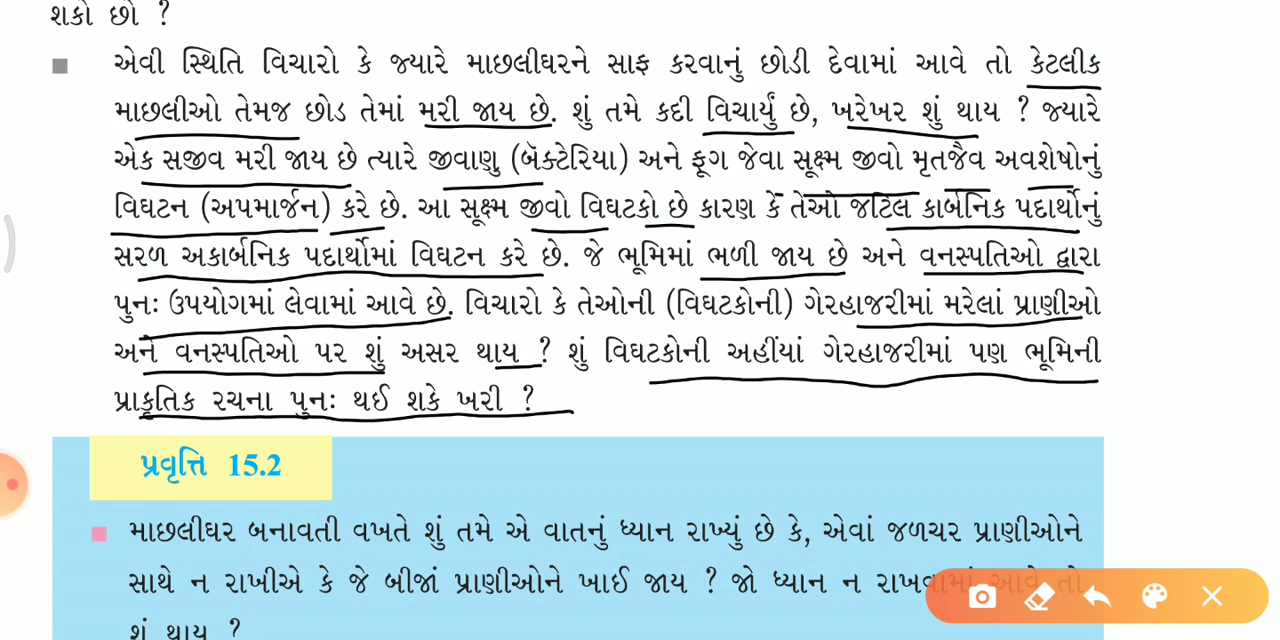 શકો છો ?
એવી સ્થિતિ વિચારો કે જ્યારે માછલીઘરને સાફ કરવાનું છોડી દેવામાં આવે તો કેટલીક
માછલીઓ તેમજ છોડ તેમાં મરી જાય છે. શું તમે કદી વિચાર્યું છે, ખરેખર શું થાય ? જ્યારે
એક સજીવ મરી જાય છે ત્યારે જીવાણુ (બૅક્ટેરિયા) અને ફૂગ જેવા સૂક્ષ્મ જીવો મૃતજૈવ અવશેષોનું
વિઘટન (અપમાર્જન) કરે છે. આ સૂક્ષ્મ જીવો વિઘટકો છે કારણ કે તેઓ જટિલ કાર્બનિક પદાર્થોનું
સરળ અકાર્બનિક પદાર્થોમાં વિઘટન કરે છે. જે ભૂમિમાં ભળી જાય છે અને વનસ્પતિઓ દ્વારા
પુનઃ ઉપયોગમાં લેવામાં આવે છે. વિચારો કે તેઓની (વિઘટકોની) ગેરહાજરીમાં મરેલાં પ્રાણીઓ
અને વનસ્પતિઓ પર શું અસર થાય ? શું વિઘટકોની અહીંયાં ગેરહાજરીમાં પણ ભૂમિની
પ્રાકૃતિક રચના પુનઃ થઈ શકે ખરી ?
પ્રવૃત્તિ 15.2
માછલીઘર બનાવતી વખતે શું તમે એ વાતનું ધ્યાન રાખ્યું છે કે, એવાં જળચર પ્રાણીઓને
સાથે ન રાખીએ કે જે બીજાં પ્રાણીઓને ખાઈ જાય ? જો ધ્યાન ન રાખવામાં આવે તો
શું થાય ?